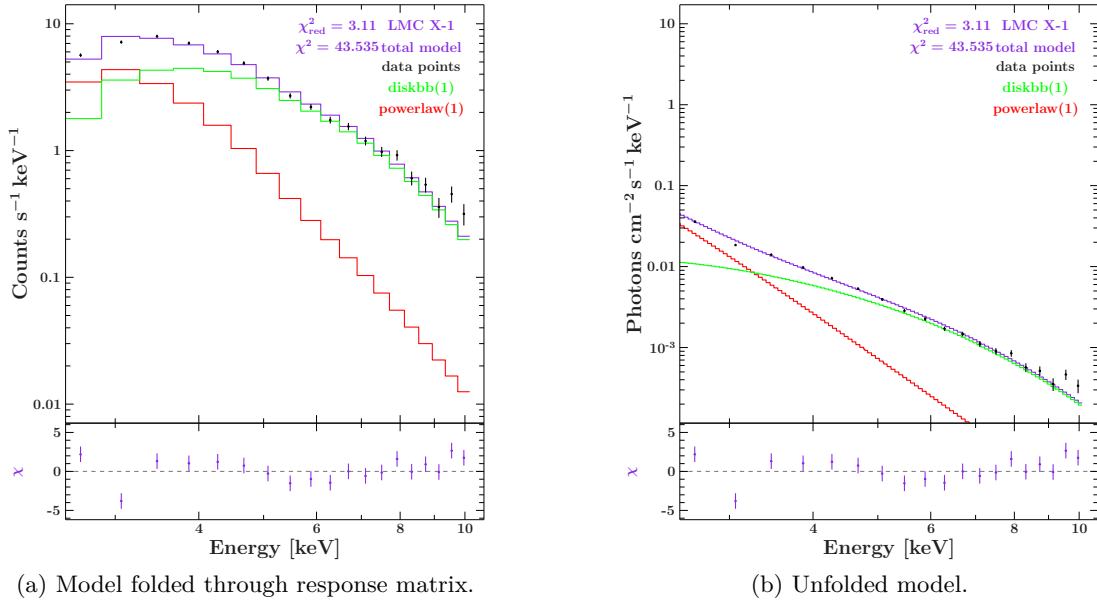 χ²red = 3.11 LMC X-1
χ² = 43.535 total model
data points
diskbb(1)
powerlaw(1)
10
1
0.1
0.01
Counts s⁻¹ keV⁻¹
5
0
-5
χ
4 6 8 10
Energy [keV]
(a) Model folded through response matrix.
χ²red = 3.11 LMC X-1
χ² = 43.535 total model
data points
diskbb(1)
powerlaw(1)
10
1
0.1
0.01
10⁻³
Photons cm⁻² s⁻¹ keV⁻¹
5
0
-5
χ
4 6 8 10
Energy [keV]
(b) Unfolded model.